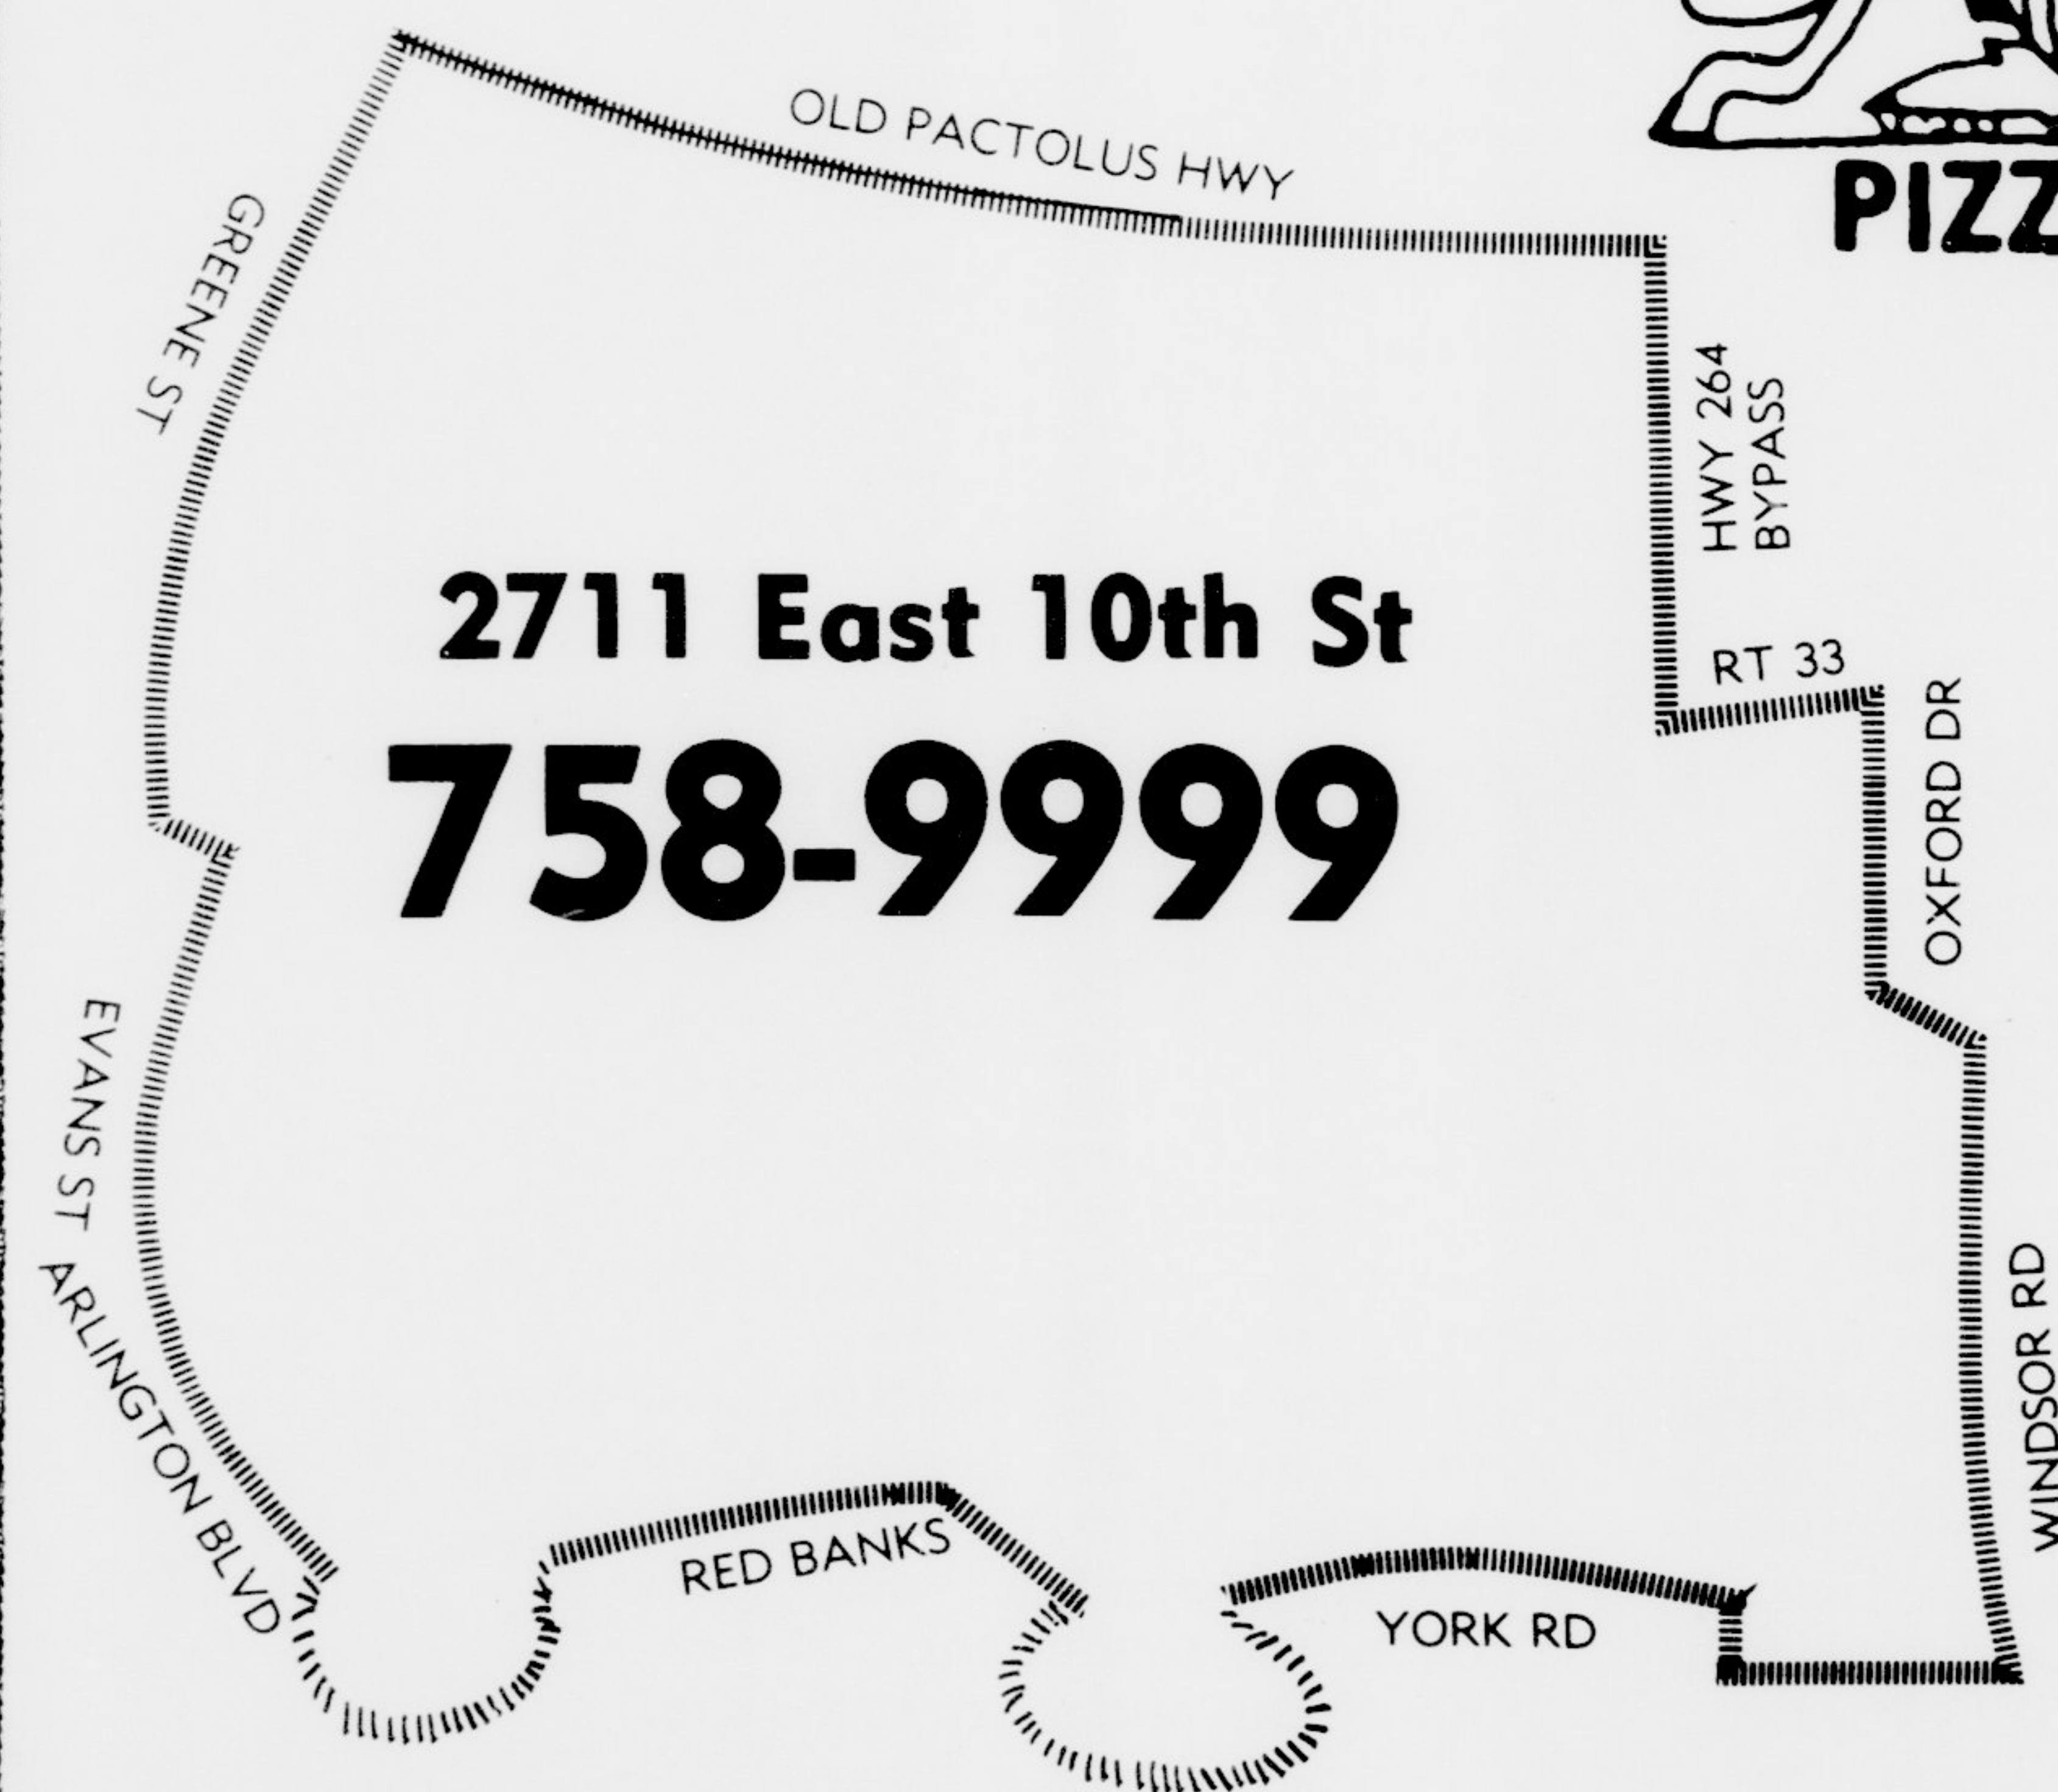 OLD PACTOLUS HWY
PIZZ
GREENE ST
HWY 264
BYPASS
2711 East 10th St
RT 33
758-9999
OXFORD DR
EVANS ST
ARLINGTON BLVD
WINDSOR RD
RED BANKS
YORK RD